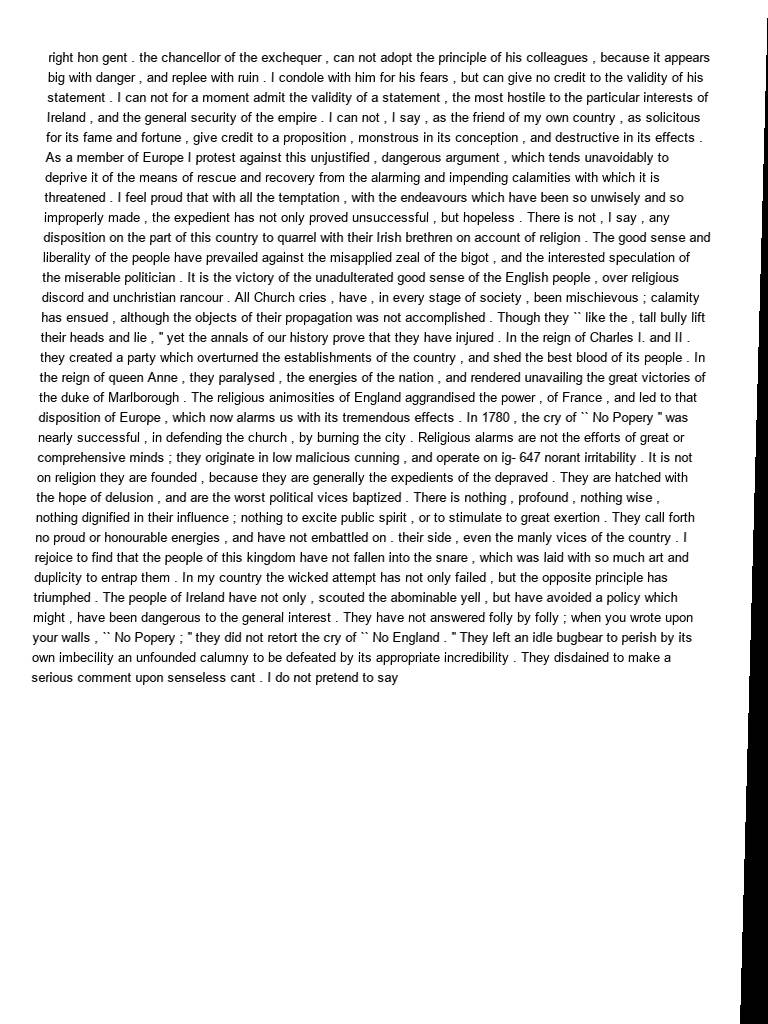 right hon gent . the chancellor of the exchequer , can not adopt the principle of his colleagues , because it appears
big with danger , and replee with ruin . I condole with him for his fears , but can give no credit to the validity of his
statement . I can not for a moment admit the validity of a statement , the most hostile to the particular interests of
Ireland , and the general security of the empire . I can not , I say , as the friend of my own country , as solicitous
for its fame and fortune , give credit to a proposition , monstrous in its conception , and destructive in its effects .
As a member of Europe I protest against this unjustified , dangerous argument , which tends unavoidably to
deprive it of the means of rescue and recovery from the alarming and impending calamities with which it is
threatened . I feel proud that with all the temptation , with the endeavours which have been so unwisely and so
improperly made , the expedient has not only proved unsuccessful , but hopeless . There is not , I say , any
disposition on the part of this country to quarrel with their Irish brethren on account of religion . The good sense and
liberality of the people have prevailed against the misapplied zeal of the bigot , and the interested speculation of
the miserable politician . It is the victory of the unadulterated good sense of the English people , over religious
discord and unchristian rancour . All Church cries , have , in every stage of society , been mischievous ; calamity
has ensued , although the objects of their propagation was not accomplished . Though they `` like the , tall bully lift
their heads and lie , '' yet the annals of our history prove that they have injured . In the reign of Charles I. and II .
they created a party which overturned the establishments of the country , and shed the best blood of its people . In
the reign of queen Anne , they paralysed , the energies of the nation , and rendered unavailing the great victories of
the duke of Marlborough . The religious animosities of England aggrandised the power , of France , and led to that
disposition of Europe , which now alarms us with its tremendous effects . In 1780 , the cry of `` No Popery '' was
nearly successful , in defending the church , by burning the city . Religious alarms are not the efforts of great or
comprehensive minds ; they originate in low malicious cunning , and operate on ig- 647 norant irritability . It is not
on religion they are founded , because they are generally the expedients of the depraved . They are hatched with
the hope of delusion , and are the worst political vices baptized . There is nothing , profound , nothing wise ,
nothing dignified in their influence ; nothing to excite public spirit , or to stimulate to great exertion . They call forth
no proud or honourable energies , and have not embattled on . their side , even the manly vices of the country . I
rejoice to find that the people of this kingdom have not fallen into the snare , which was laid with so much art and
duplicity to entrap them . In my country the wicked attempt has not only failed , but the opposite principle has
triumphed . The people of Ireland have not only , scouted the abominable yell , but have avoided a policy which
might , have been dangerous to the general interest . They have not answered folly by folly ; when you wrote upon
your walls , `` No Popery ; '' they did not retort the cry of `` No England . '' They left an idle bugbear to perish by its
own imbecility an unfounded calumny to be defeated by its appropriate incredibility . They disdained to make a
serious comment upon senseless cant . I do not pretend to say